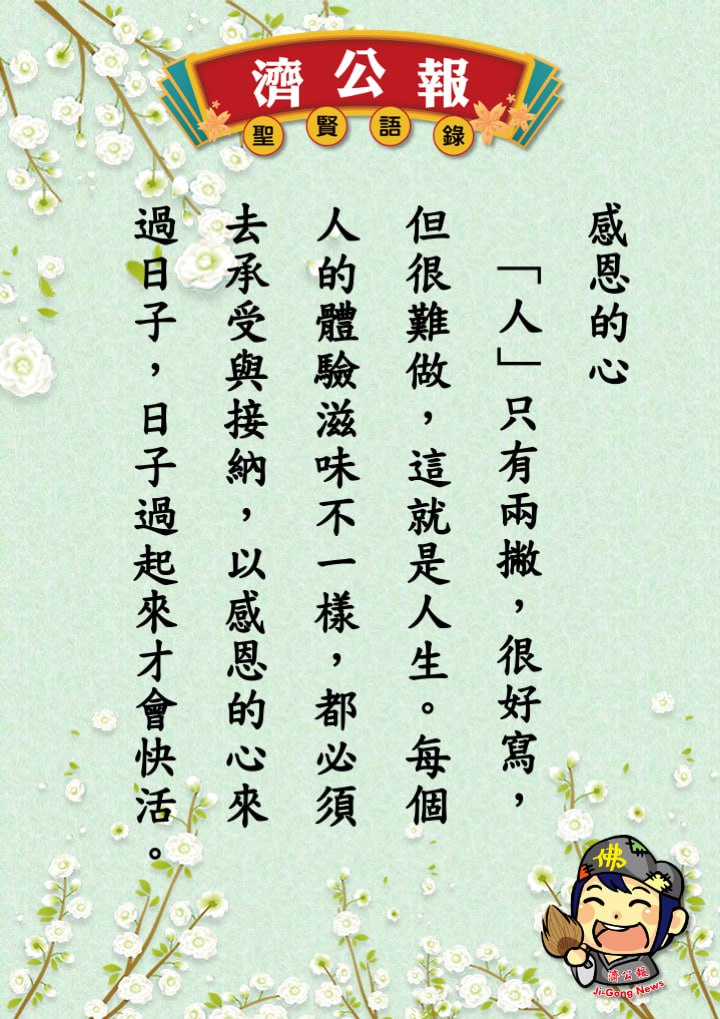 濟公報
聖賢語錄
感恩的心
「人」只有兩撇，很好寫，
但很難做，這就是人生。每個
人的體驗滋味不一樣，都必須
去承受與接納，以感恩的心來
過日子，日子過起來才會快活。
佛
濟公報
Ji-Gong News